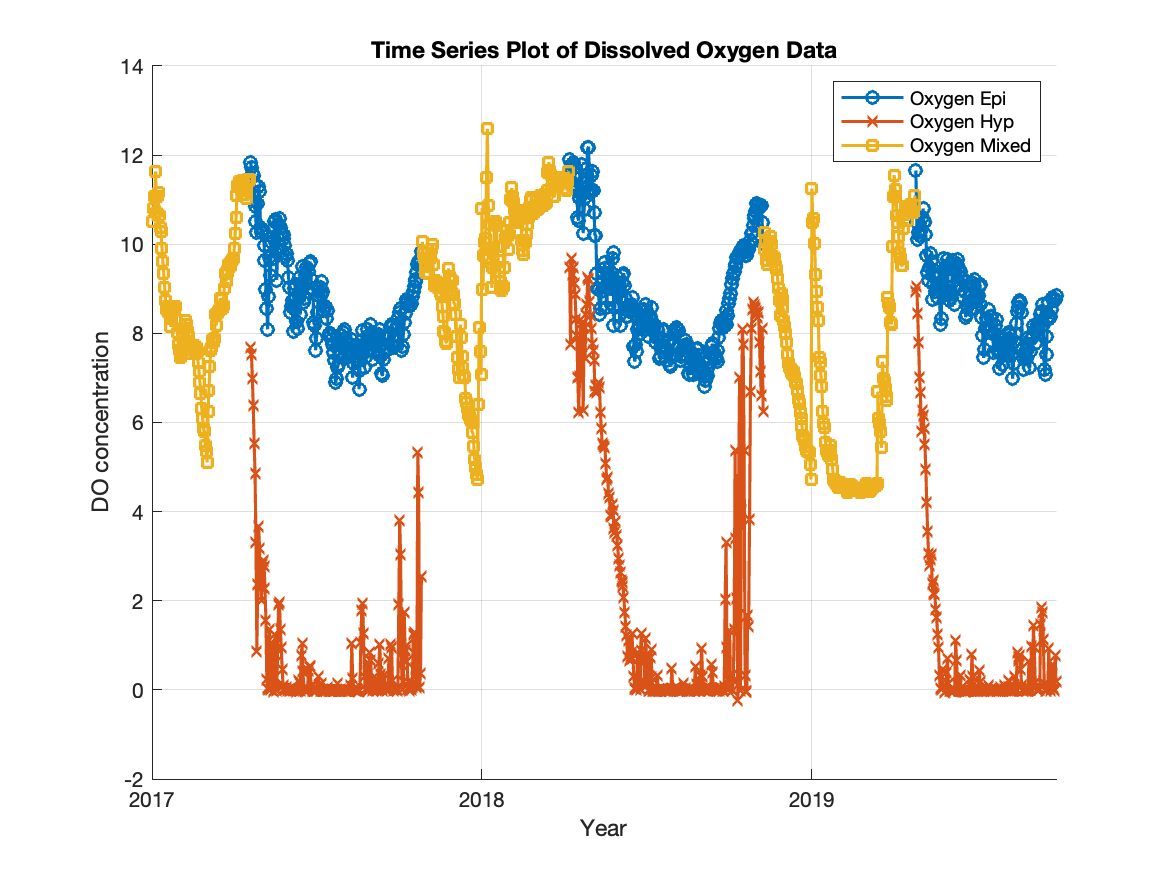 Time Series Plot of Dissolved Oxygen Data
14
12
10
8
6
4
2
0
-2
DO concentration
Oxygen Epi
Oxygen Hyp
Oxygen Mixed
2017
2018
2019
Year